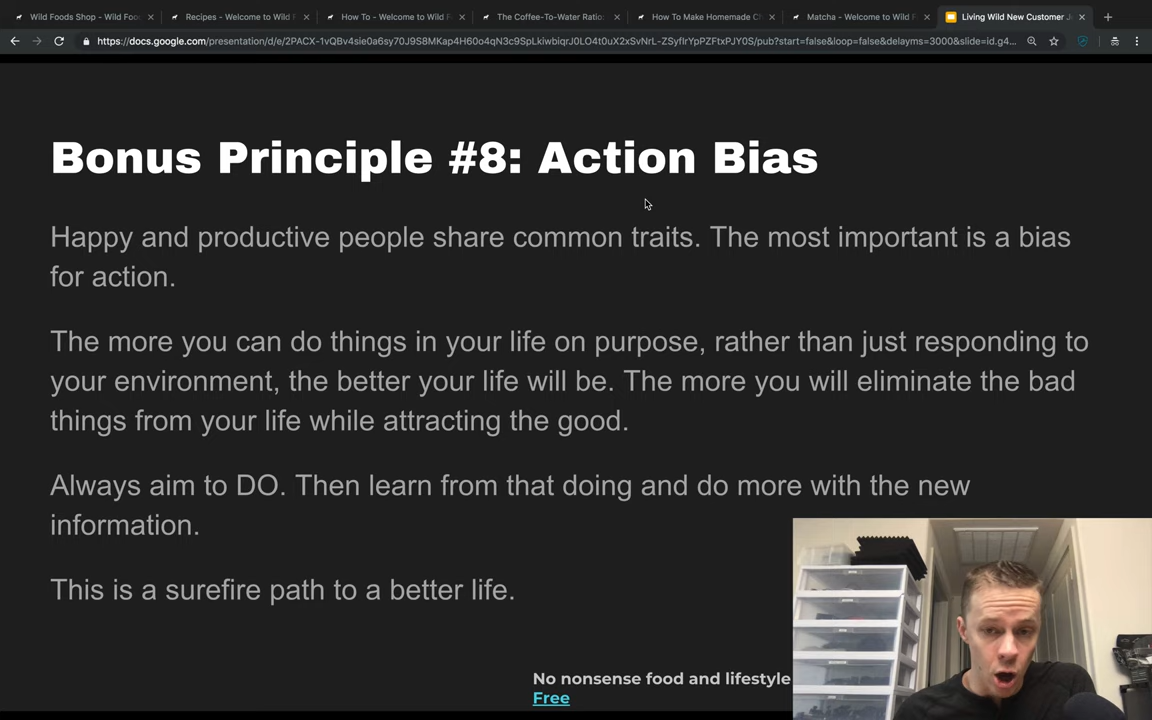 Wild Foods Shop - Wild Foo
Recipes - Welcome to Wild F
How To - Welcome to Wild F
The Coffee-To-Water Ratio:
How To Make Homemade C
Matcha - Welcome to Wild F
Living Wild New Customer J
https://docs.google.com/presentation/d/e/
Bonus Principle #8: Action Bias
Happy and productive people share common traits. The most important is a bias
for action.
The more you can do things in your life on purpose, rather than just responding to
your environment, the better your life will be. The more you will eliminate the bad
things from your life while attracting the good.
Always aim to DO. Then learn from that doing and do more with the new
information.
This is a surefire path to a better life.
No nonsense food and lifestyle
Free